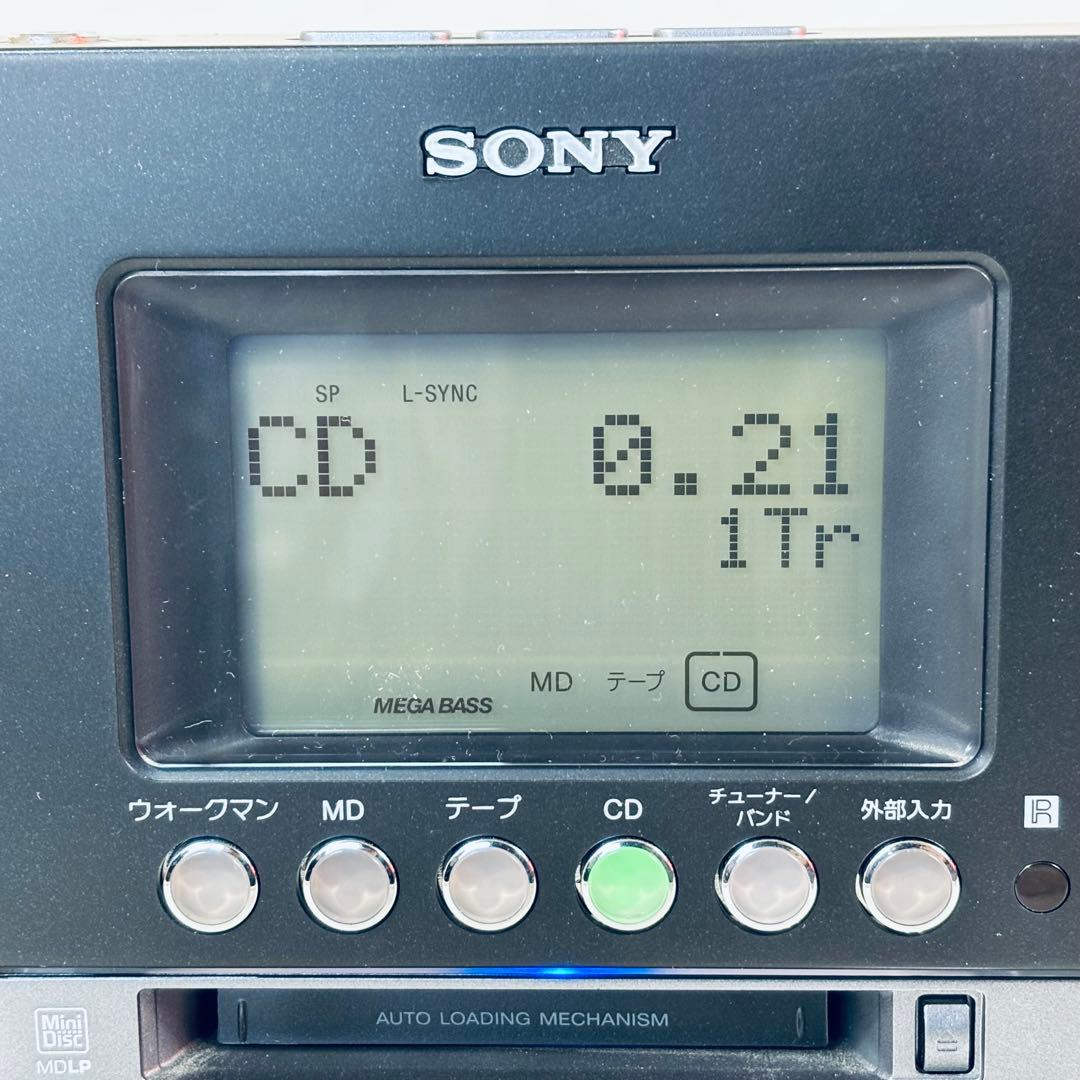 SONY
SP L-SYNC
CD 0.21
1Tr
MD テープ CD
MEGA BASS
ウォークマン MD テープ CD チューナー/
バンド 外部入力
R
Mini
Disc
MDLP
AUTO LOADING MECHANISM